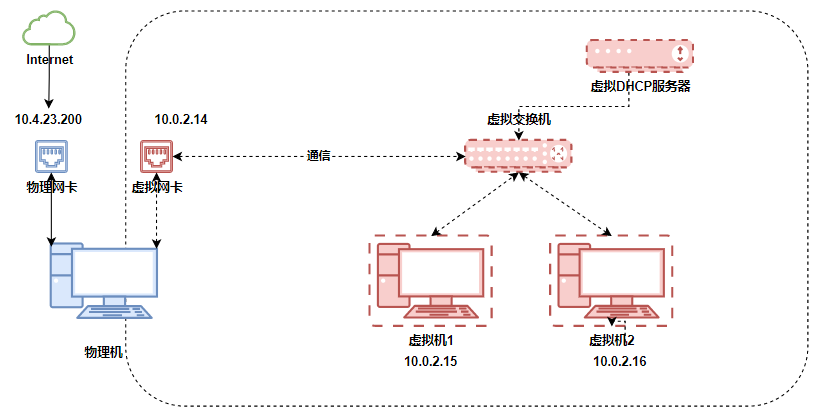 Internet
虚拟DHCP服务器
10.4.23.200
10.0.2.14
虚拟交换机
通信
物理网卡
虚拟网卡
物理机
虚拟机1
10.0.2.15
虚拟机2
10.0.2.16